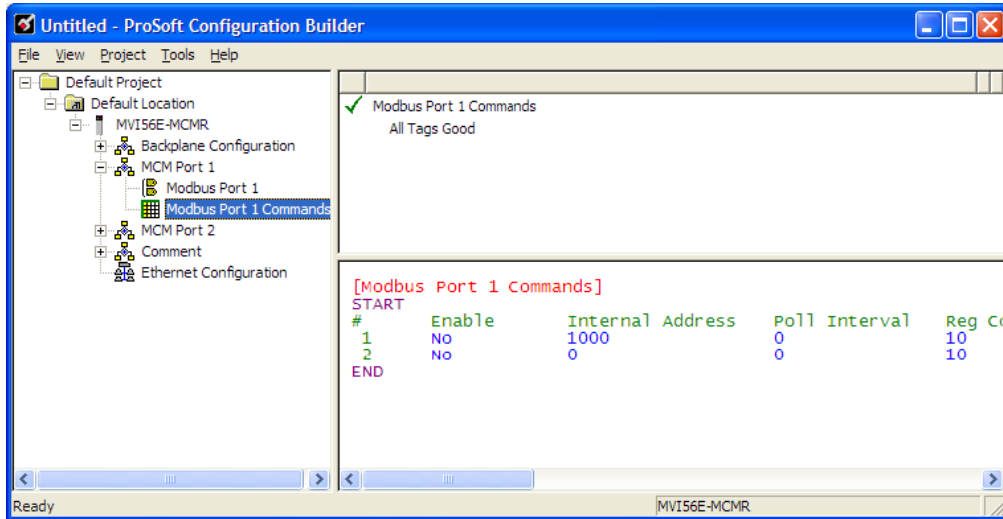 Untitled - ProSoft Configuration Builder
File View Project Tools Help
Default Project
Default Location
MVI56E-MCMR
Backplane Configuration
MCM Port 1
Modbus Port 1
Modbus Port 1 Commands
MCM Port 2
Comment
Ethernet Configuration
Modbus Port 1 Commands
All Tags Good
[Modbus Port 1 Commands]
START
# Enable Internal Address Poll Interval Reg Co
1 No 1000 0 10
2 No 0 0 10
END
Ready MVI56E-MCMR